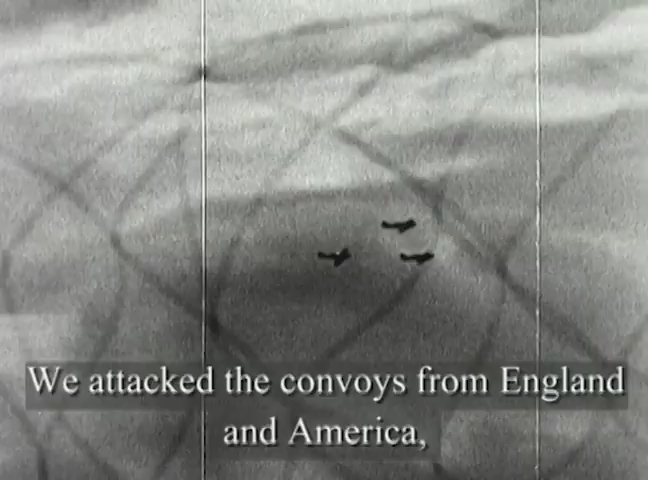 We attacked the convoys from England
and America,